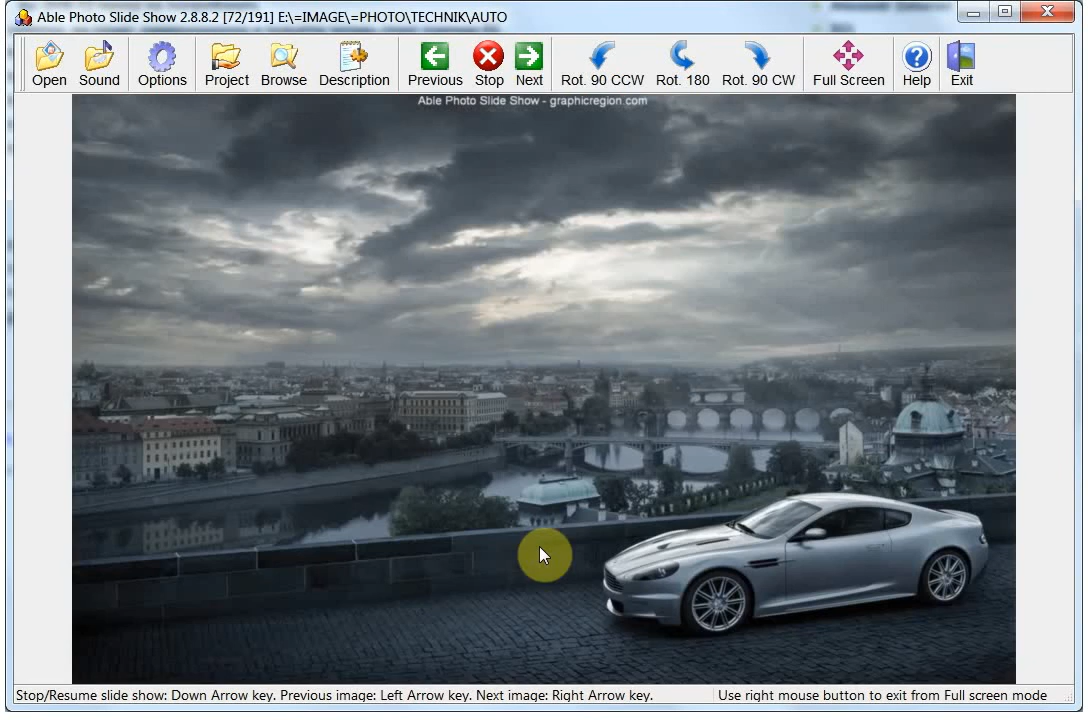 Able Photo Slide Show 2.8.8.2 [72/191] E:\=IMAGE\=PHOTO\TECHNIK\AUTO
Open Sound Options Project Browse Description Previous Stop Next Rot. 90 CCW Rot. 180 Rot. 90 CW Full Screen Help Exit
Able Photo Slide Show - graphicregion.com
Stop/Resume slide show: Down Arrow key. Previous image: Left Arrow key. Next image: Right Arrow key. Use right mouse button to exit from Full screen mode